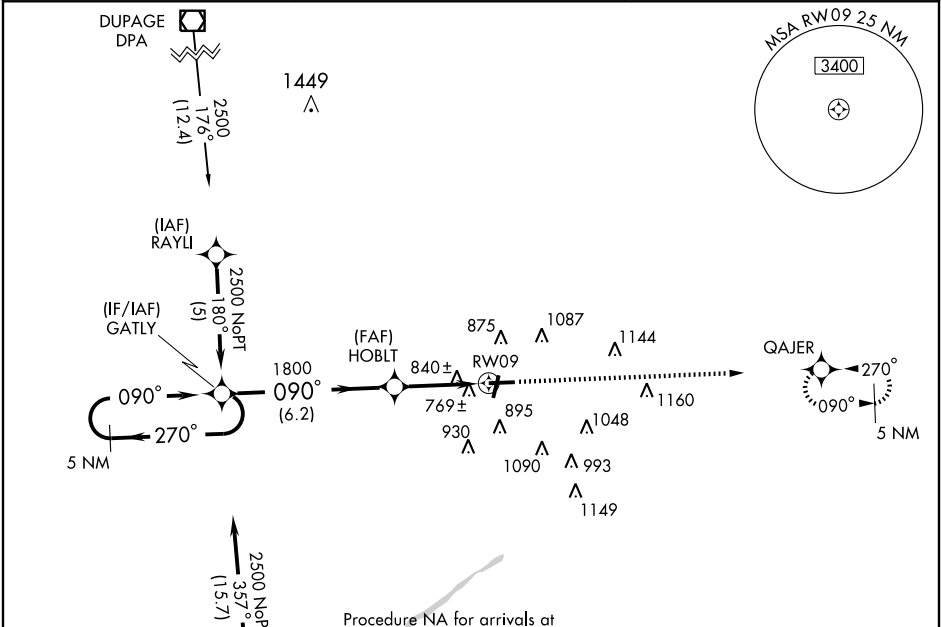 DUPAGE
DPA
MSA RW09 25 NM
3400
1449
2500
176°
(12.4)
(IAF)
RAYLI
2500 NoPT
180°
(5)
(IF/IAF)
GATLY
(FAF)
HOBLT
875
1087
1144
840±
RW09
QAJER
1800
090°
(6.2)
090°
270°
5 NM
769±
895
1160
930
1048
1090
993
1149
270°
090°
5 NM
2500 NoP
357°
(15.7)
Procedure NA for arrivals at